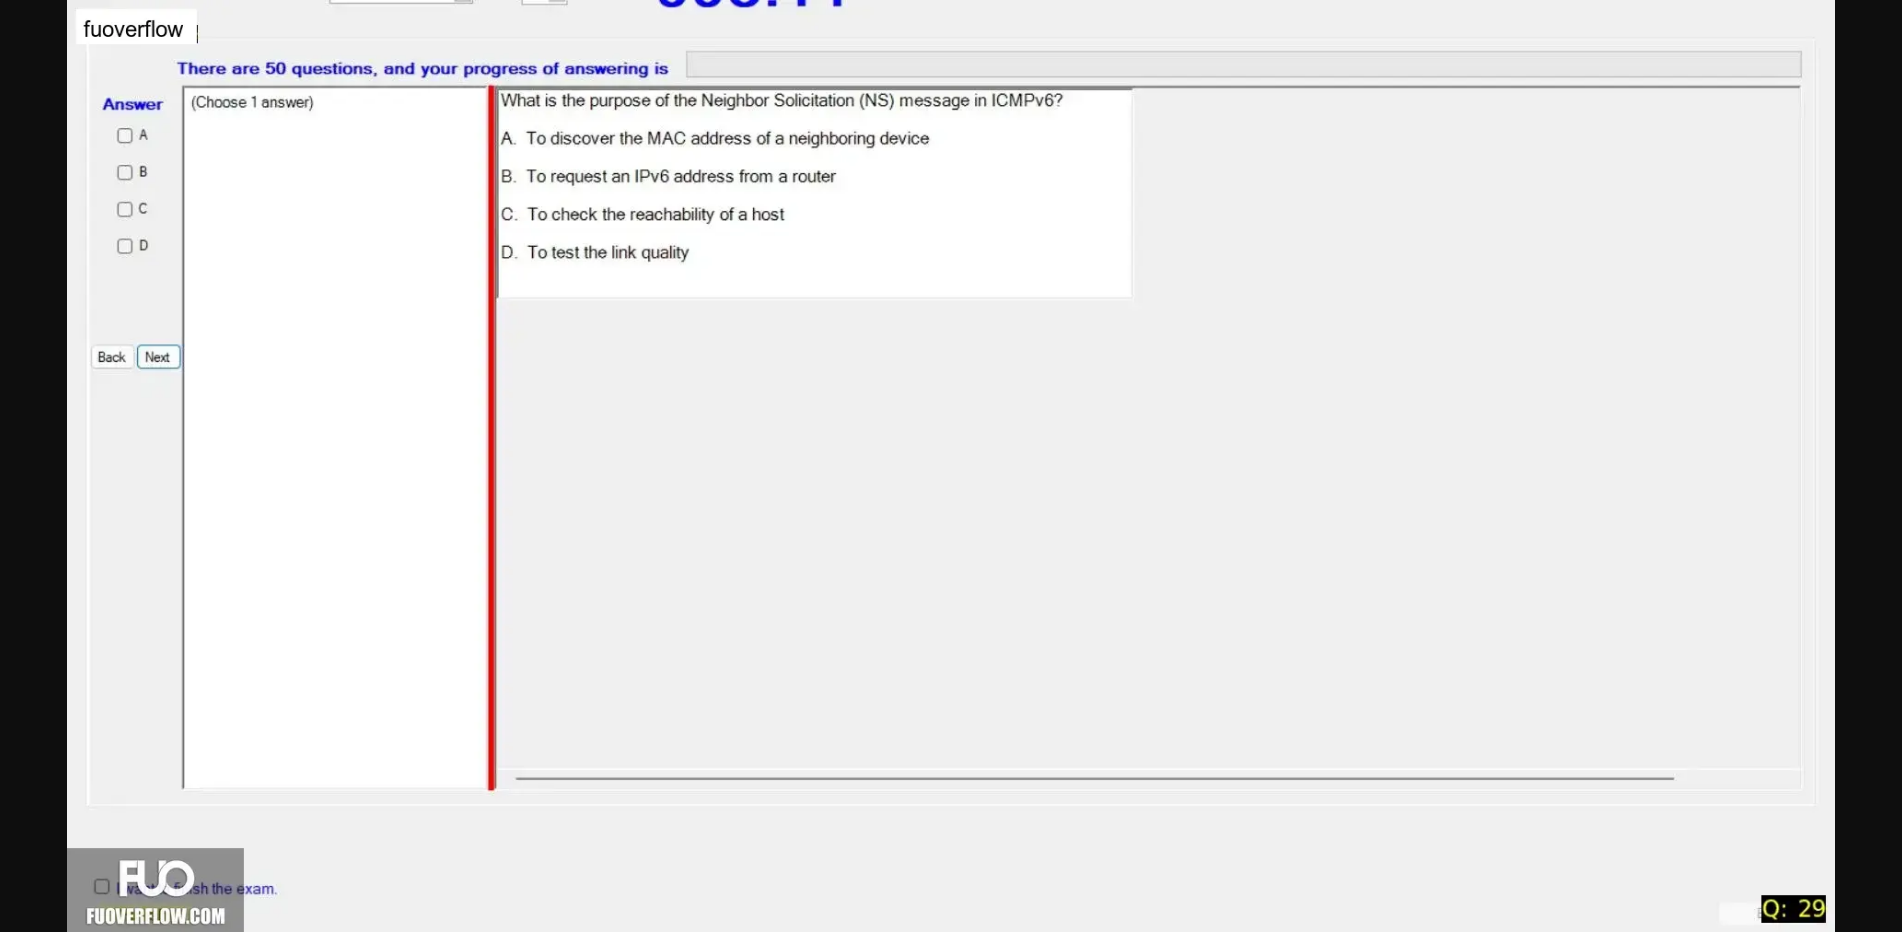 fuoverflow
There are 50 questions, and your progress of answering is
Answer
(Choose 1 answer)
What is the purpose of the Neighbor Solicitation (NS) message in ICMPv6?
A
A. To discover the MAC address of a neighboring device
B
B. To request an IPv6 address from a router
C
C. To check the reachability of a host
D
D. To test the link quality
Back
Next
FUO
the exam.
FUOVERFLOW.COM
Q: 29